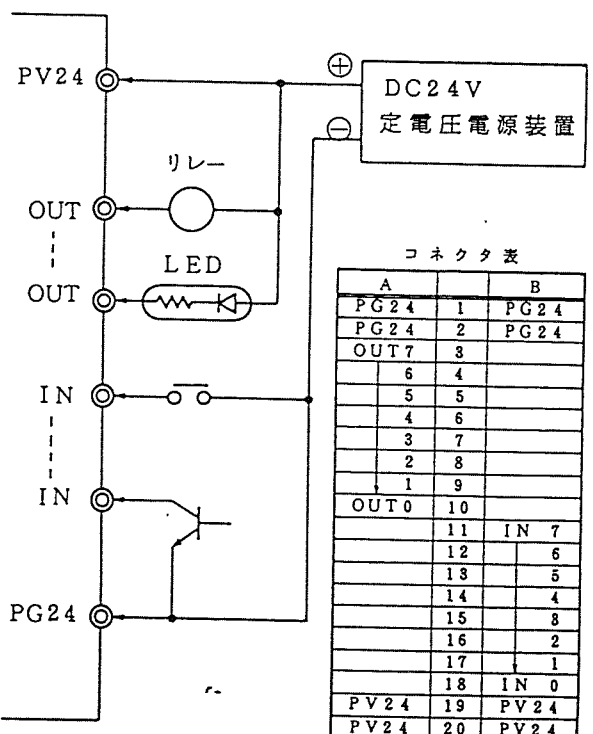 PV24
⊕
DC24V
定電圧電源装置
⊖
リレー
OUT
LED
OUT
IN
IN
PG24
コネクタ表
A B
PG24 1 PG24
PG24 2 PG24
OUT7 3
6 4
5 5
4 6
3 7
2 8
1 9
OUT0 10
11 IN 7
12 6
13 5
14 4
15 3
16 2
17 1
18 IN 0
PV24 19 PV24
PV24 20 PV24